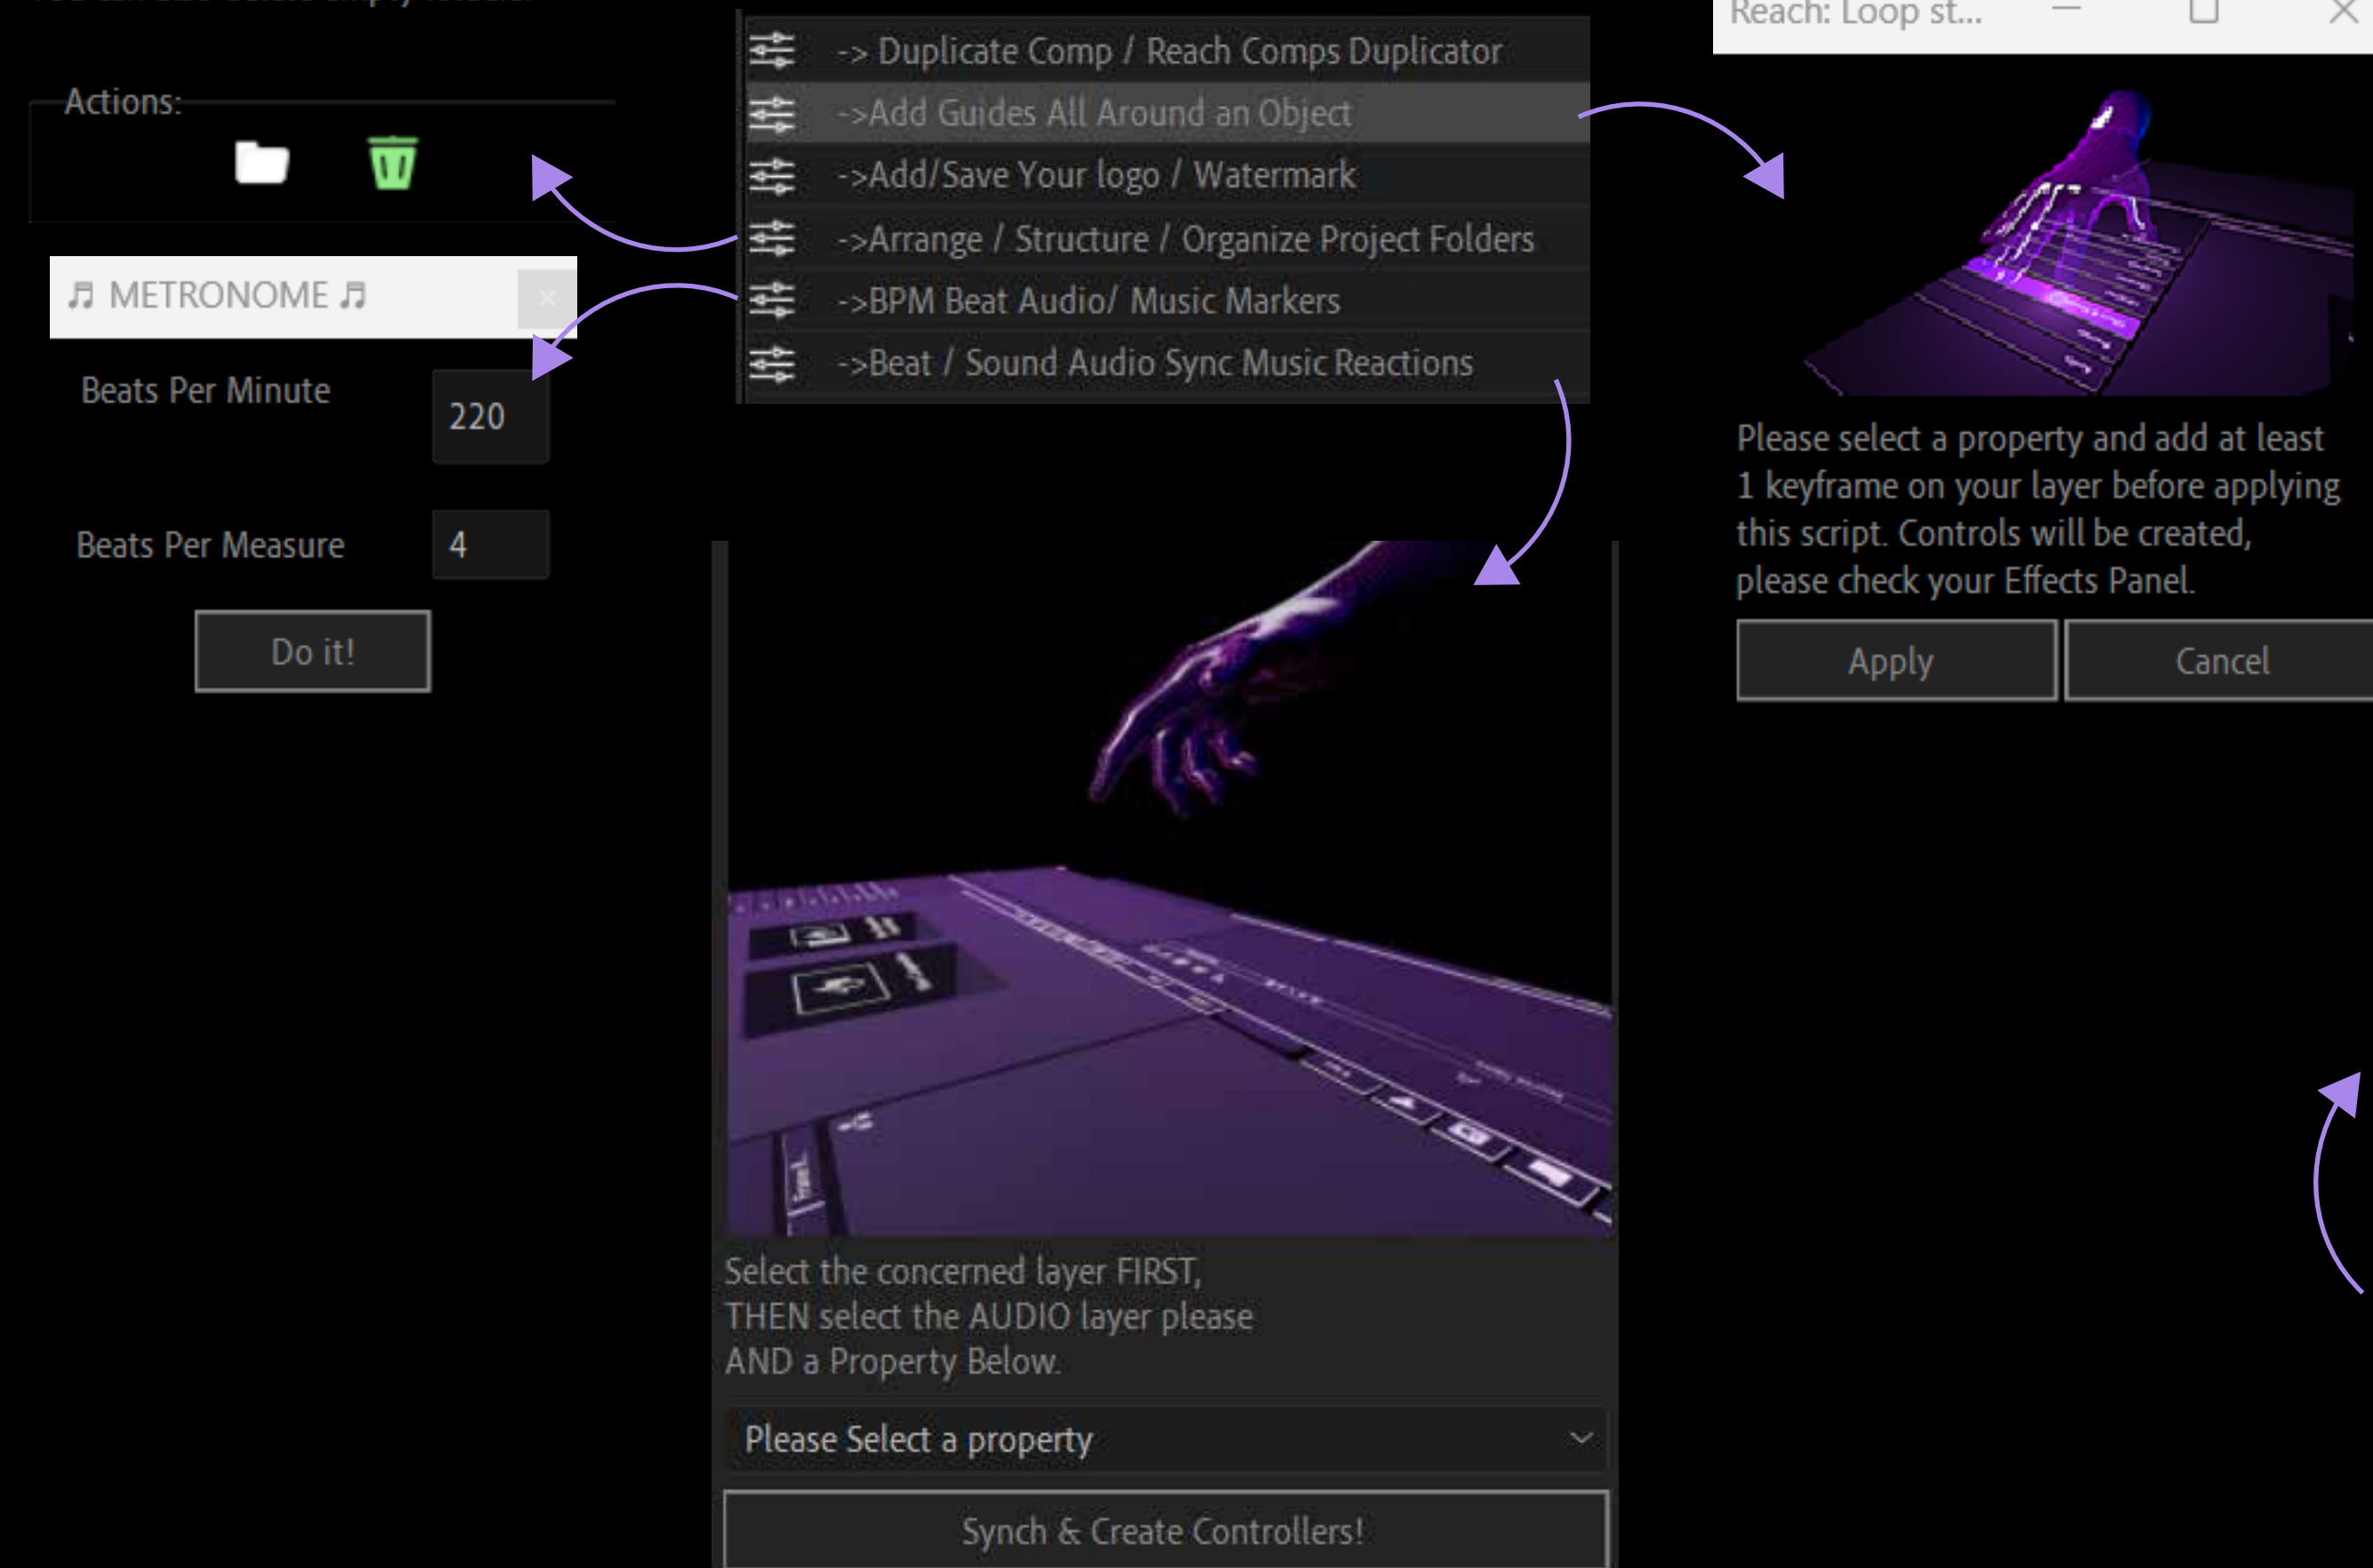 Actions:
♫ METRONOME ♫
Beats Per Minute
220
Beats Per Measure
4
Do it!
-> Duplicate Comp / Reach Comps Duplicator
->Add Guides All Around an Object
->Add/Save Your logo / Watermark
->Arrange / Structure / Organize Project Folders
->BPM Beat Audio/ Music Markers
->Beat / Sound Audio Sync Music Reactions
Select the concerned layer FIRST,
THEN select the AUDIO layer please
AND a Property Below.
Please Select a property
Synch & Create Controllers!
Reach: Loop st...
Please select a property and add at least
1 keyframe on your layer before applying
this script. Controls will be created,
please check your Effects Panel.
Apply
Cancel